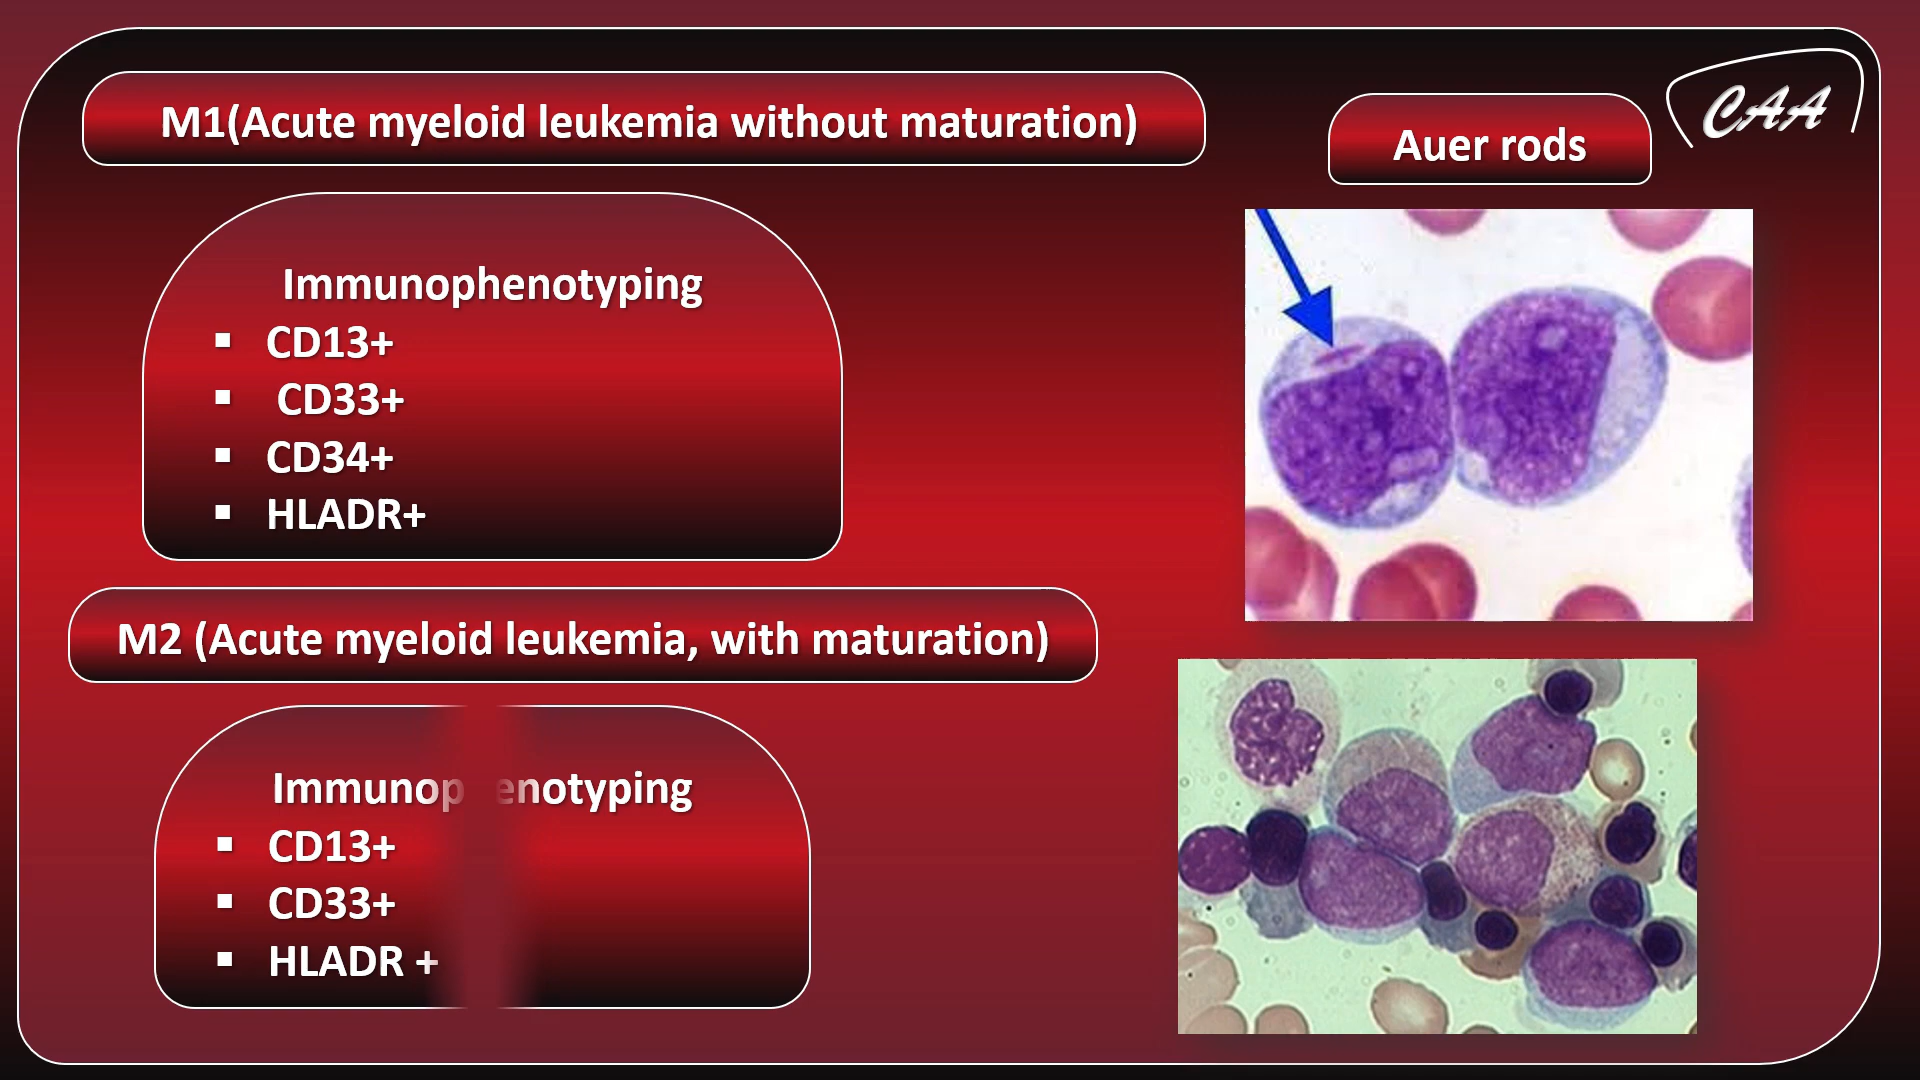 M1(Acute myeloid leukemia without maturation)
Immunophenotyping
▪ CD13+
▪ CD33+
▪ CD34+
▪ HLADR+
M2 (Acute myeloid leukemia, with maturation)
Immunop enotyping
▪ CD13+
▪ CD33+
▪ HLADR +
Auer rods
CAA